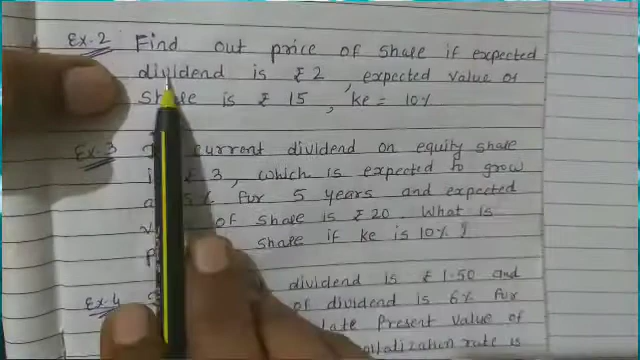 Ex-2 Find out price of share if expected
dividend is ₹ 2, expected value of
share is ₹ 15, ke = 10%
Ex-3 current dividend on equity share
₹ 3, which is expected to grow
5% for 5 years and expected
of share is ₹ 20. What is
share if ke is 10%?
Ex-4 dividend is ₹ 1.50 and
of dividend is 6% for
Present value of
rate is